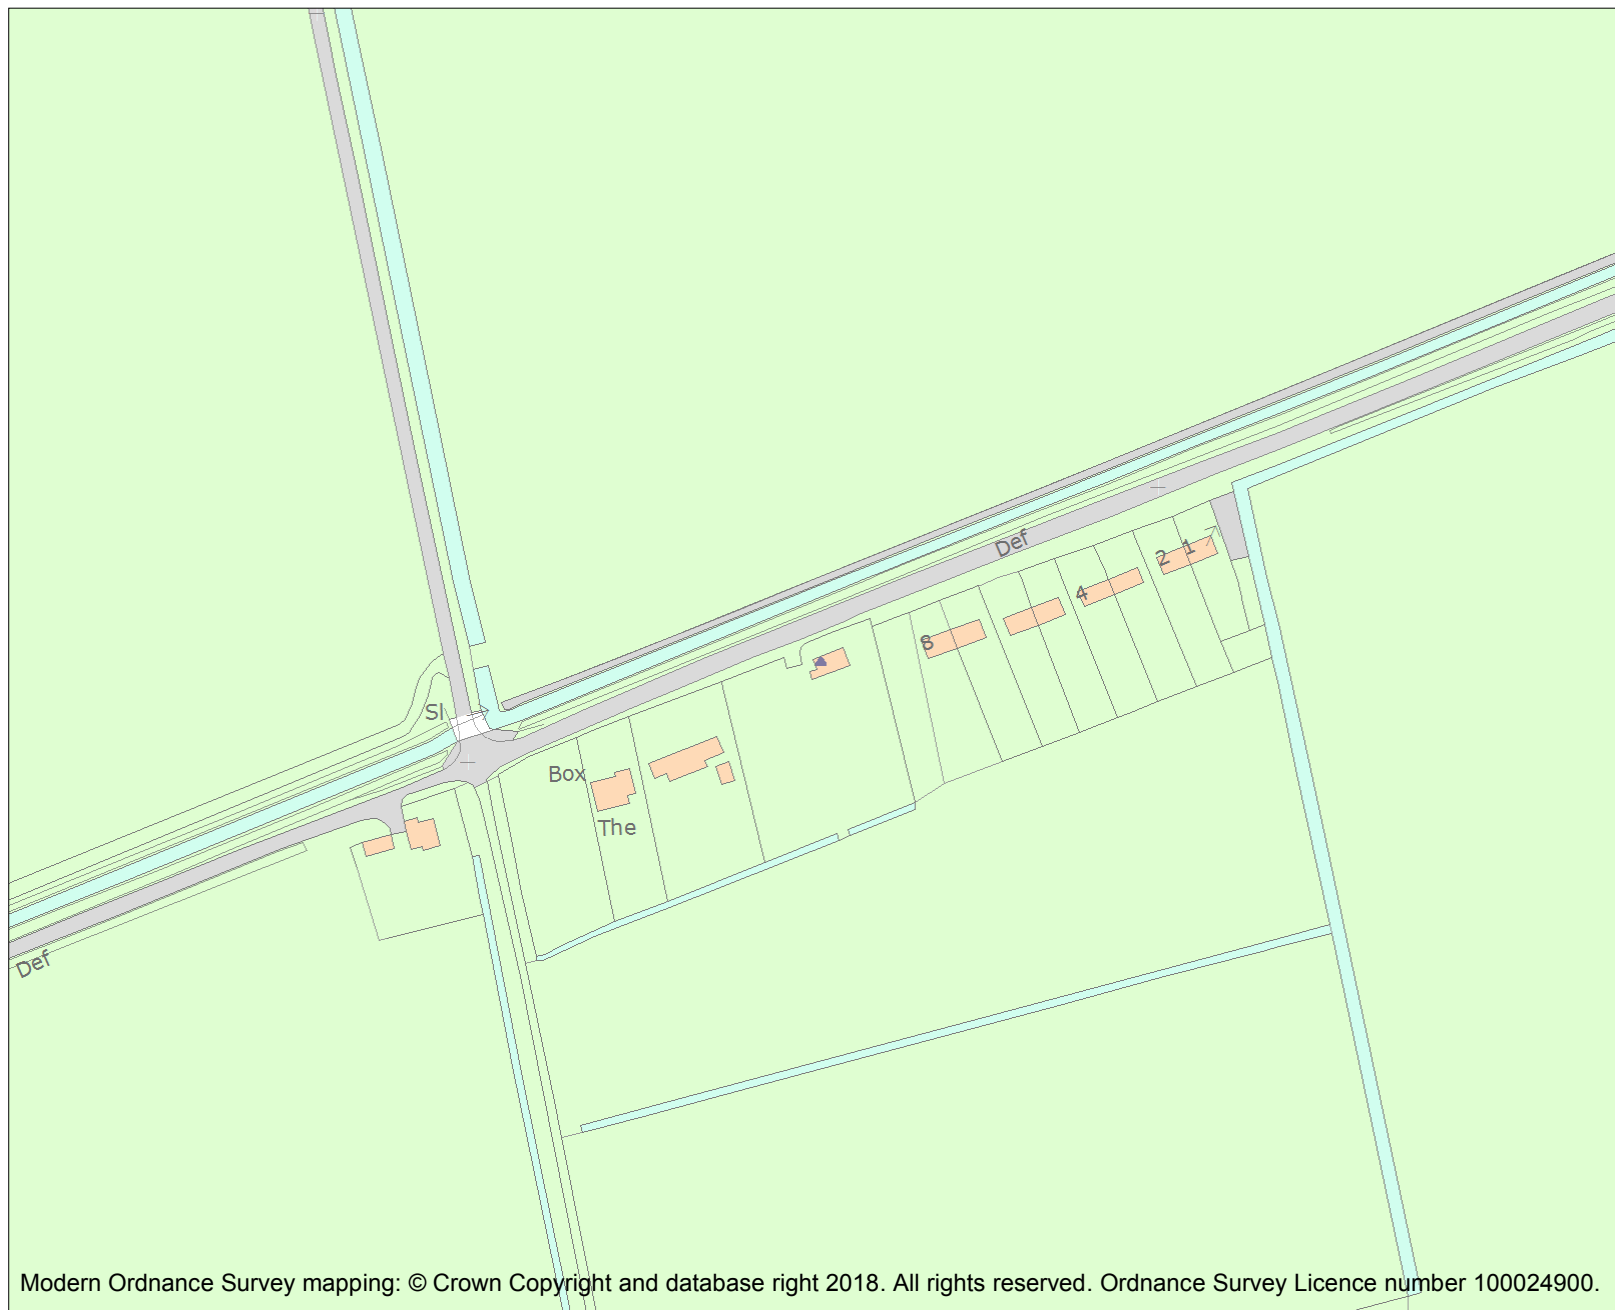 Def
2 1
4
8
Sl
Box
The
Def
Modern Ordnance Survey mapping: © Crown Copyright and database right 2018. All rights reserved. Ordnance Survey Licence number 100024900.